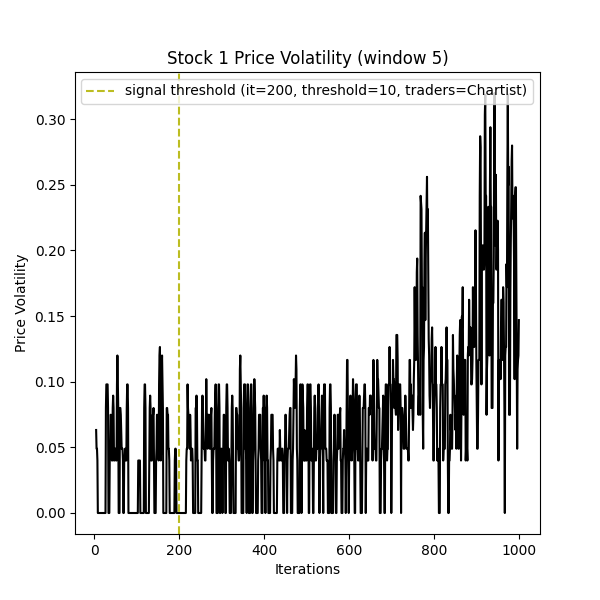 Stock 1 Price Volatility (window 5)
signal threshold (it=200, threshold=10, traders=Chartist)
Price Volatility
0.30
0.25
0.20
0.15
0.10
0.05
0.00
0 200 400 600 800 1000
Iterations